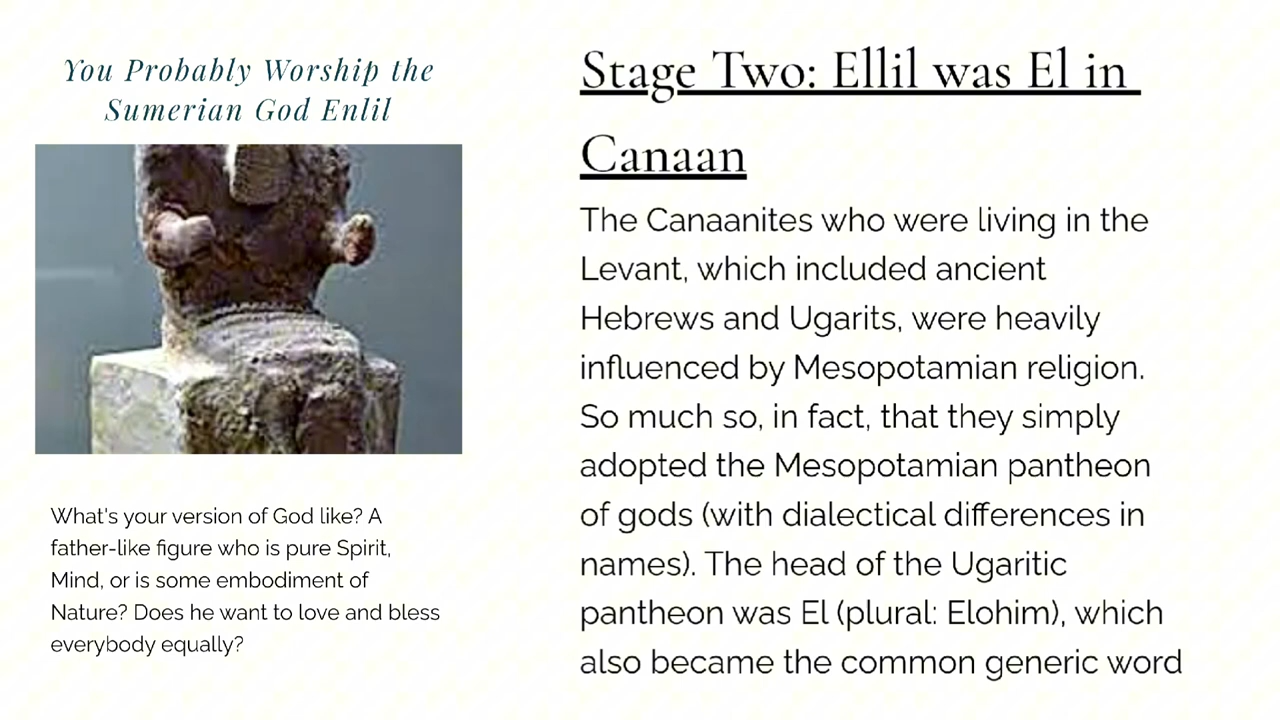 You Probably Worship the
Sumerian God Enlil
What's your version of God like? A
father-like figure who is pure Spirit,
Mind, or is some embodiment of
Nature? Does he want to love and bless
everybody equally?
Stage Two: Ellil was El in
Canaan
The Canaanites who were living in the
Levant, which included ancient
Hebrews and Ugarits, were heavily
influenced by Mesopotamian religion.
So much so, in fact, that they simply
adopted the Mesopotamian pantheon
of gods (with dialectical differences in
names). The head of the Ugaritic
pantheon was El (plural: Elohim), which
also became the common generic word